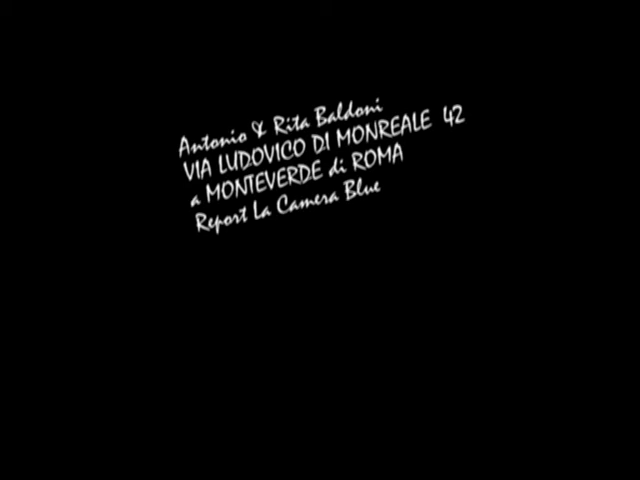 Antonio & Rita Baldoni
VIA LUDOVICO DI MONREALE 42
a MONTEVERDE di ROMA
Report La Camera Blue